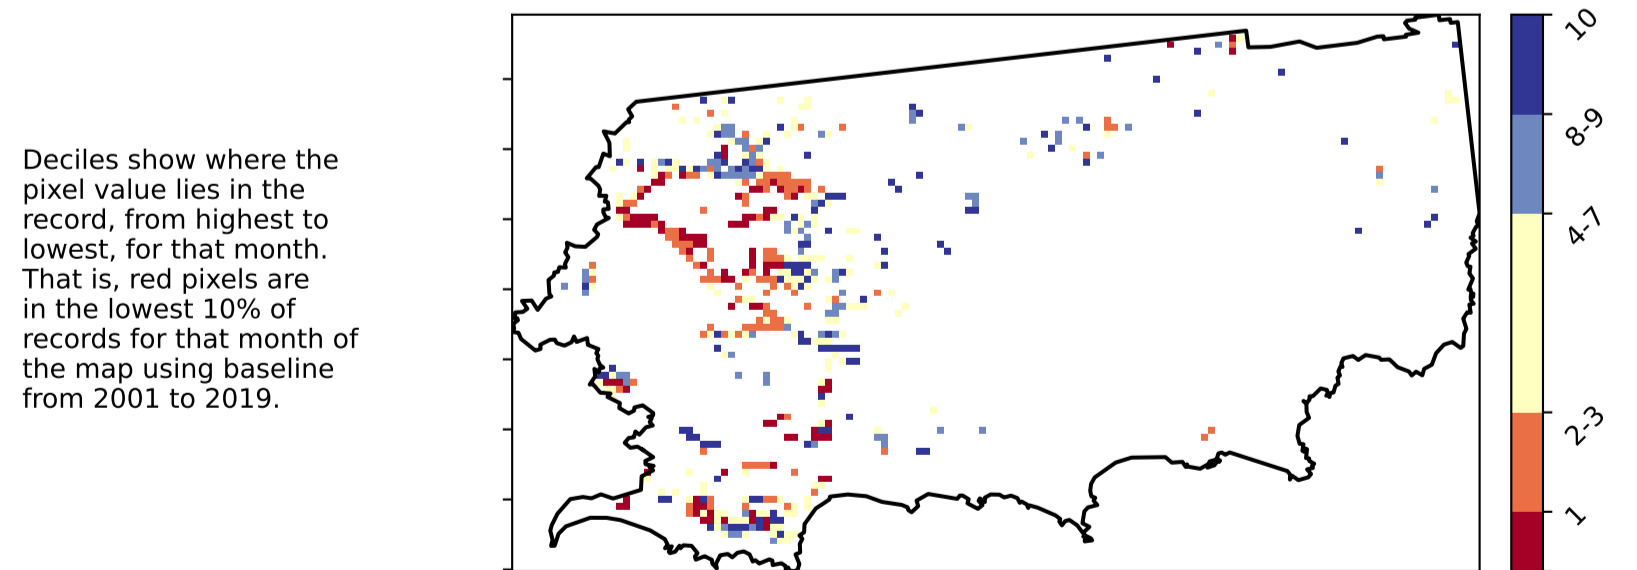 Deciles show where the
pixel value lies in the
record, from highest to
lowest, for that month.
That is, red pixels are
in the lowest 10% of
records for that month of
the map using baseline
from 2001 to 2019.
10
8-9
4-7
2-3
1